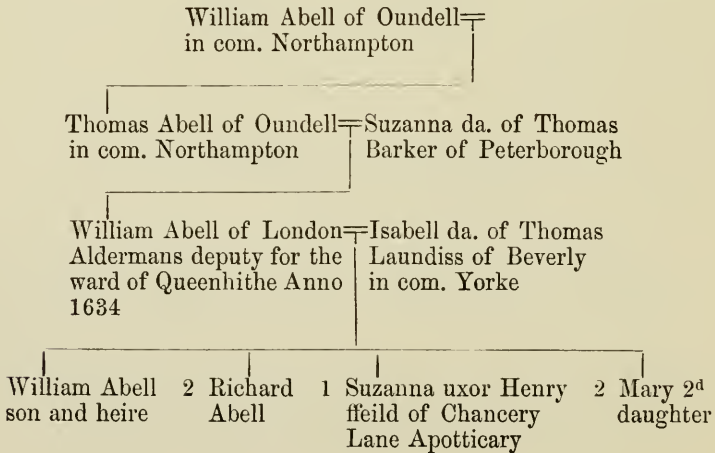 William Abell of Oundell
in com. Northampton
Thomas Abell of Oundell
in com. Northampton
Suzanna da. of Thomas
Barker of Peterborough
William Abell of London
Aldermans deputy for the
ward of Queenhithe Anno
1634
Isabell da. of Thomas
Laundiss of Beverly
in com. Yorke
William Abell
son and heire
2 Richard
Abell
1 Suzanna uxor Henry
ffeild of Chancery
Lane Apotticary
2 Mary 2d
daughter